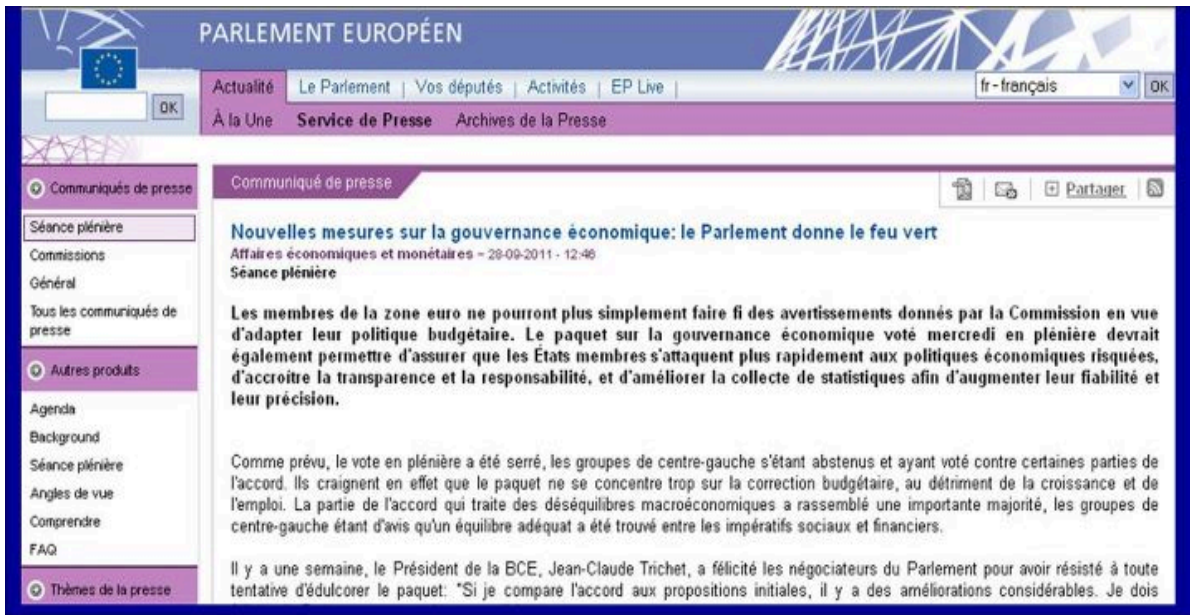 PARLEMENT EUROPÉEN
Actualité Le Parlement | Vos députés | Activités | EP Live |
fr - français OK
OK
À la Une Service de Presse Archives de la Presse
Communiqués de presse
Séance plénière
Commissions
Général
Tous les communiqués de
presse
Autres produits
Agenda
Background
Séance plénière
Angles de vue
Comprendre
FAQ
Thèmes de la presse
Communiqué de presse
Partager
Nouvelles mesures sur la gouvernance économique: le Parlement donne le feu vert
Affaires économiques et monétaires − 28-09-2011 - 12:46
Séance plénière
Les membres de la zone euro ne pourront plus simplement faire fi des avertissements donnés par la Commission en vue
d'adapter leur politique budgétaire. Le paquet sur la gouvernance économique voté mercredi en plénière devrait
également permettre d'assurer que les États membres s'attaquent plus rapidement aux politiques économiques risquées,
d'accroître la transparence et la responsabilité, et d'améliorer la collecte de statistiques afin d'augmenter leur fiabilité et
leur précision.
Comme prévu, le vote en plénière a été serré, les groupes de centre-gauche s'étant abstenus et ayant voté contre certaines parties de
l'accord. Ils craignent en effet que le paquet ne se concentre trop sur la correction budgétaire, au détriment de la croissance et de
l'emploi. La partie de l'accord qui traite des déséquilibres macroéconomiques a rassemblé une importante majorité, les groupes de
centre-gauche étant d'avis qu'un équilibre adéquat a été trouvé entre les impératifs sociaux et financiers.
Il y a une semaine, le Président de la BCE, Jean-Claude Trichet, a félicité les négociateurs du Parlement pour avoir résisté à toute
tentative d'édulcorer le paquet: "Si je compare l'accord aux propositions initiales, il y a des améliorations considérables. Je dois